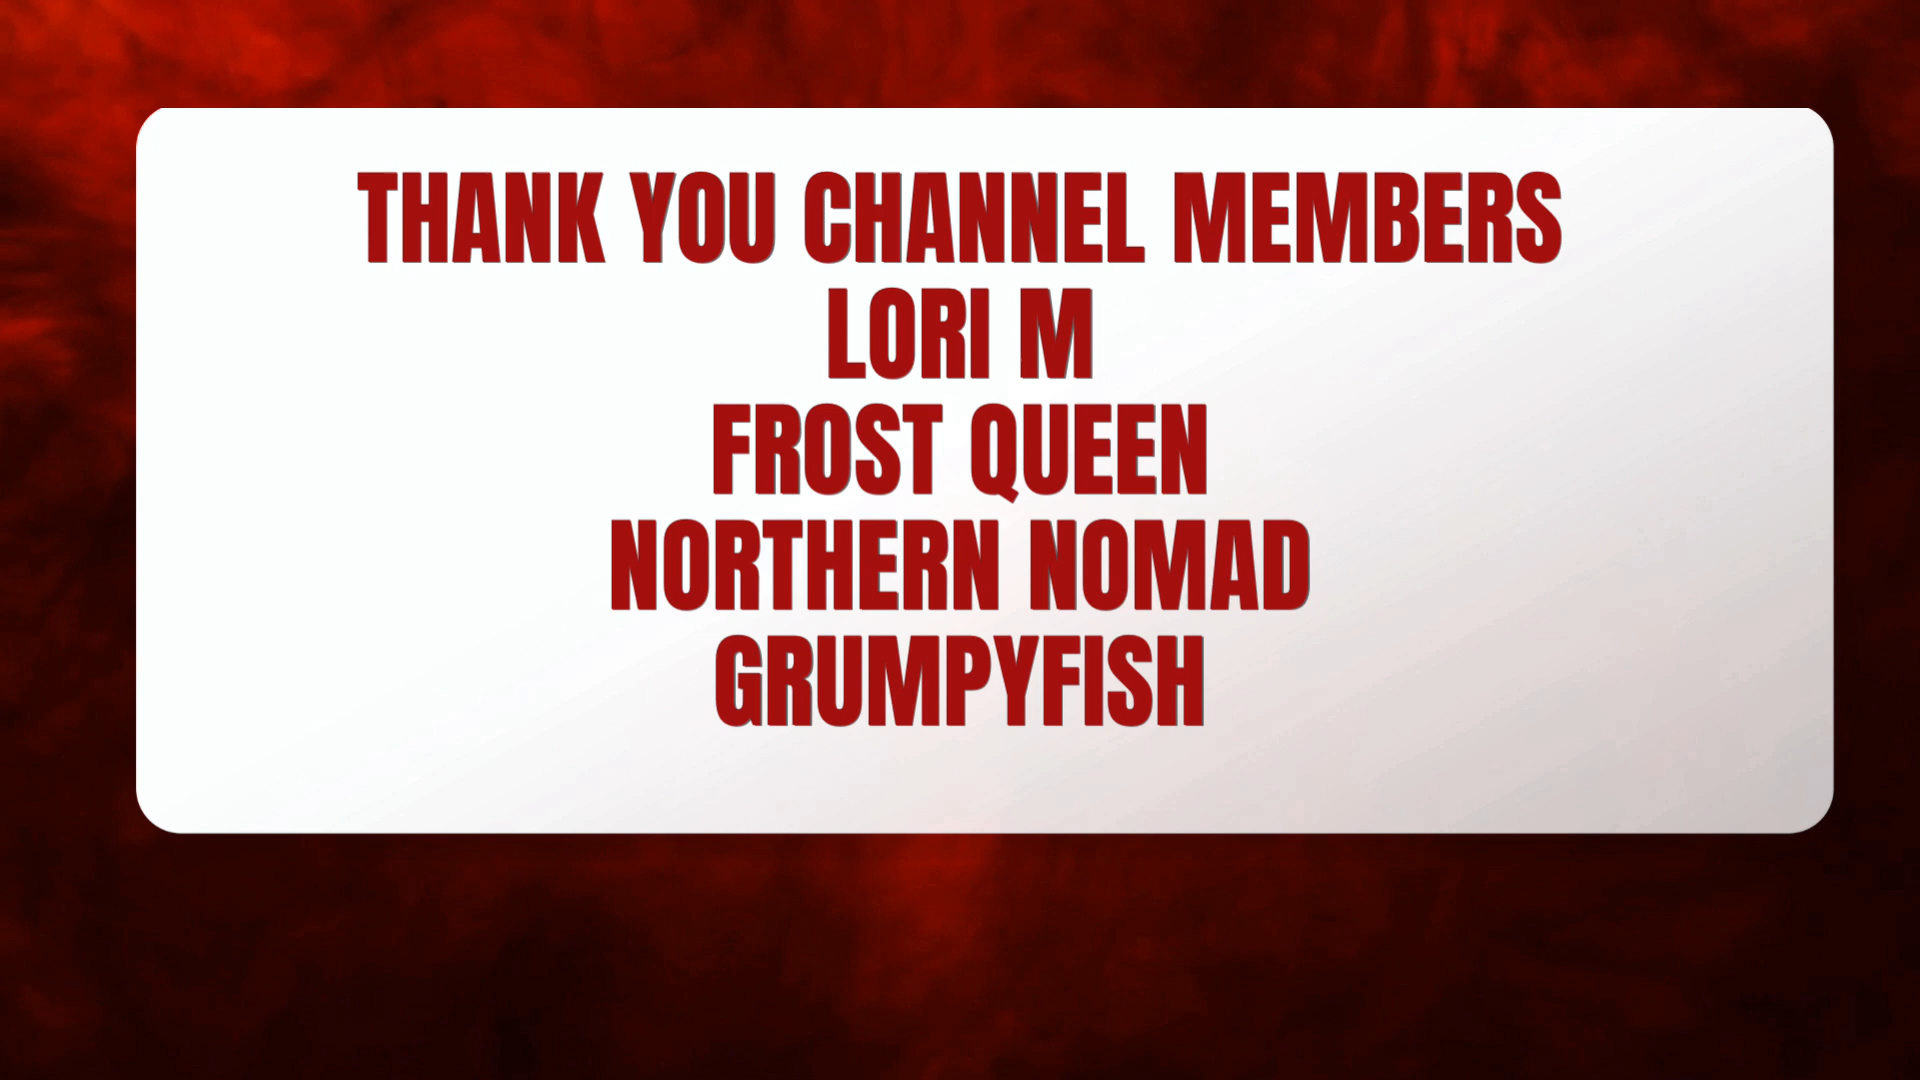 THANK YOU CHANNEL MEMBERS
LORI M
FROST QUEEN
NORTHERN NOMAD
GRUMPYFISH